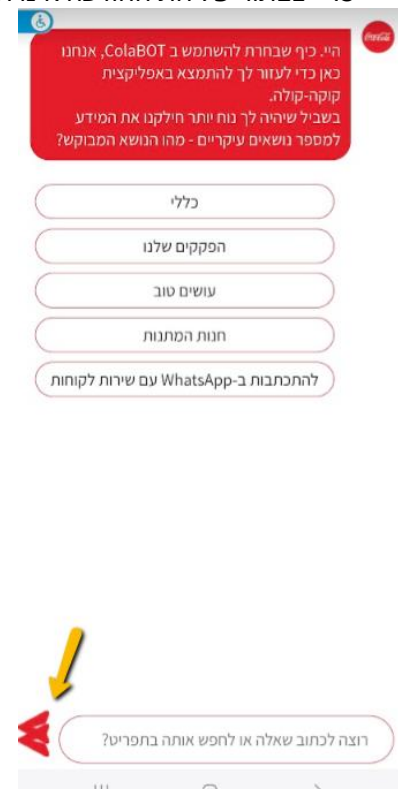 היי. כיף שבחרת להשתמש ב ColaBOT, אנחנו
כאן כדי לעזור לך להתמצא באפליקצית
קוקה-קולה.
בשביל שיהיה לך נוח יותר חילקנו את המידע
למספר נושאים עיקריים - מהו הנושא המבוקש?
כללי
הפקקים שלנו
עושים טוב
חנות המתנות
להתכתבות ב-WhatsApp עם שירות לקוחות
רוצה לכתוב שאלה או לחפש אותה בתפריט?